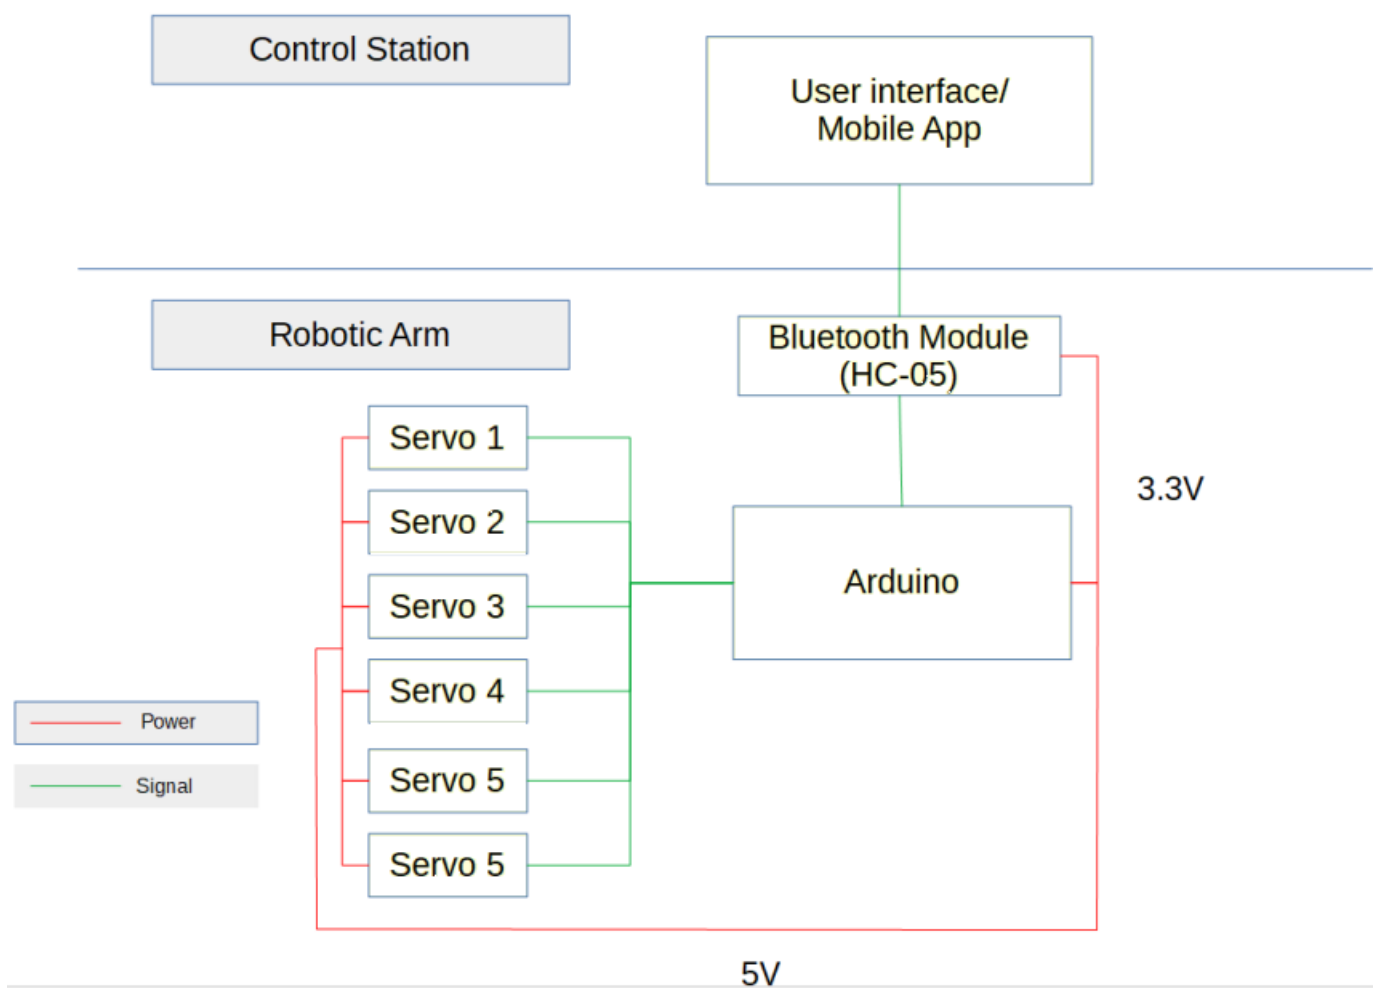 Control Station
User interface/
Mobile App
Robotic Arm
Bluetooth Module
(HC-05)
Servo 1
Servo 2
3.3V
Servo 3
Arduino
Servo 4
Power
Servo 5
Signal
Servo 5
5V